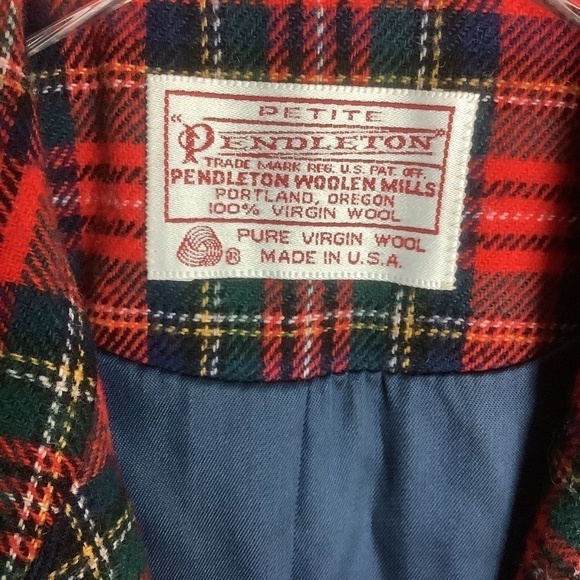 PETITE
"PENDLETON"
TRADE MARK REG. U.S. PAT. OFF.
PENDLETON WOOLEN MILLS
PORTLAND, OREGON
100% VIRGIN WOOL
PURE VIRGIN WOOL
® MADE IN U.S.A.